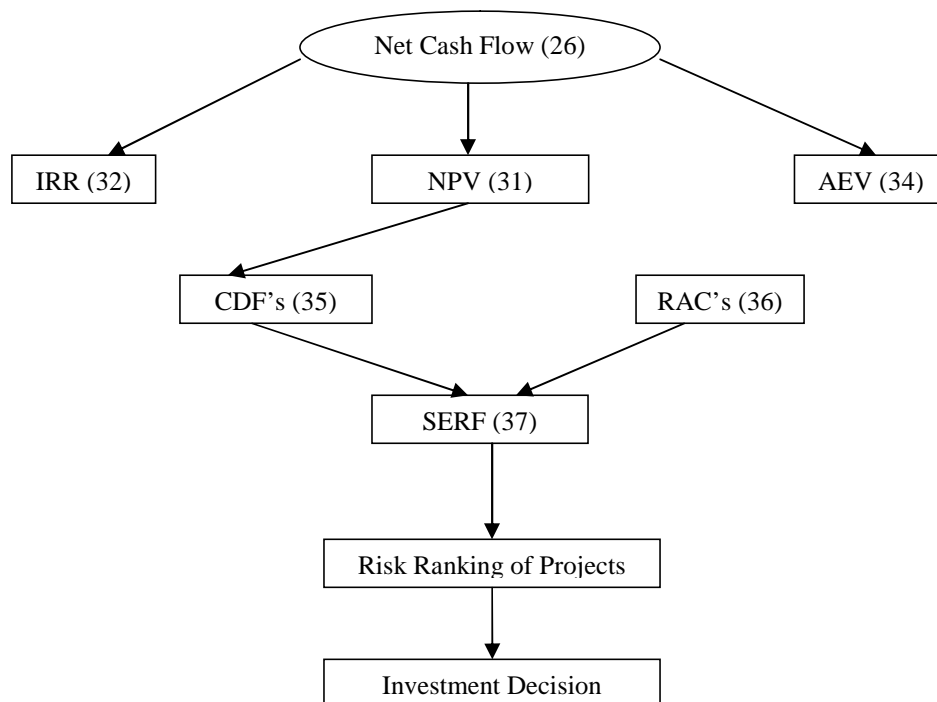 Net Cash Flow (26)
IRR (32)
NPV (31)
AEV (34)
CDF's (35)
RAC's (36)
SERF (37)
Risk Ranking of Projects
Investment Decision